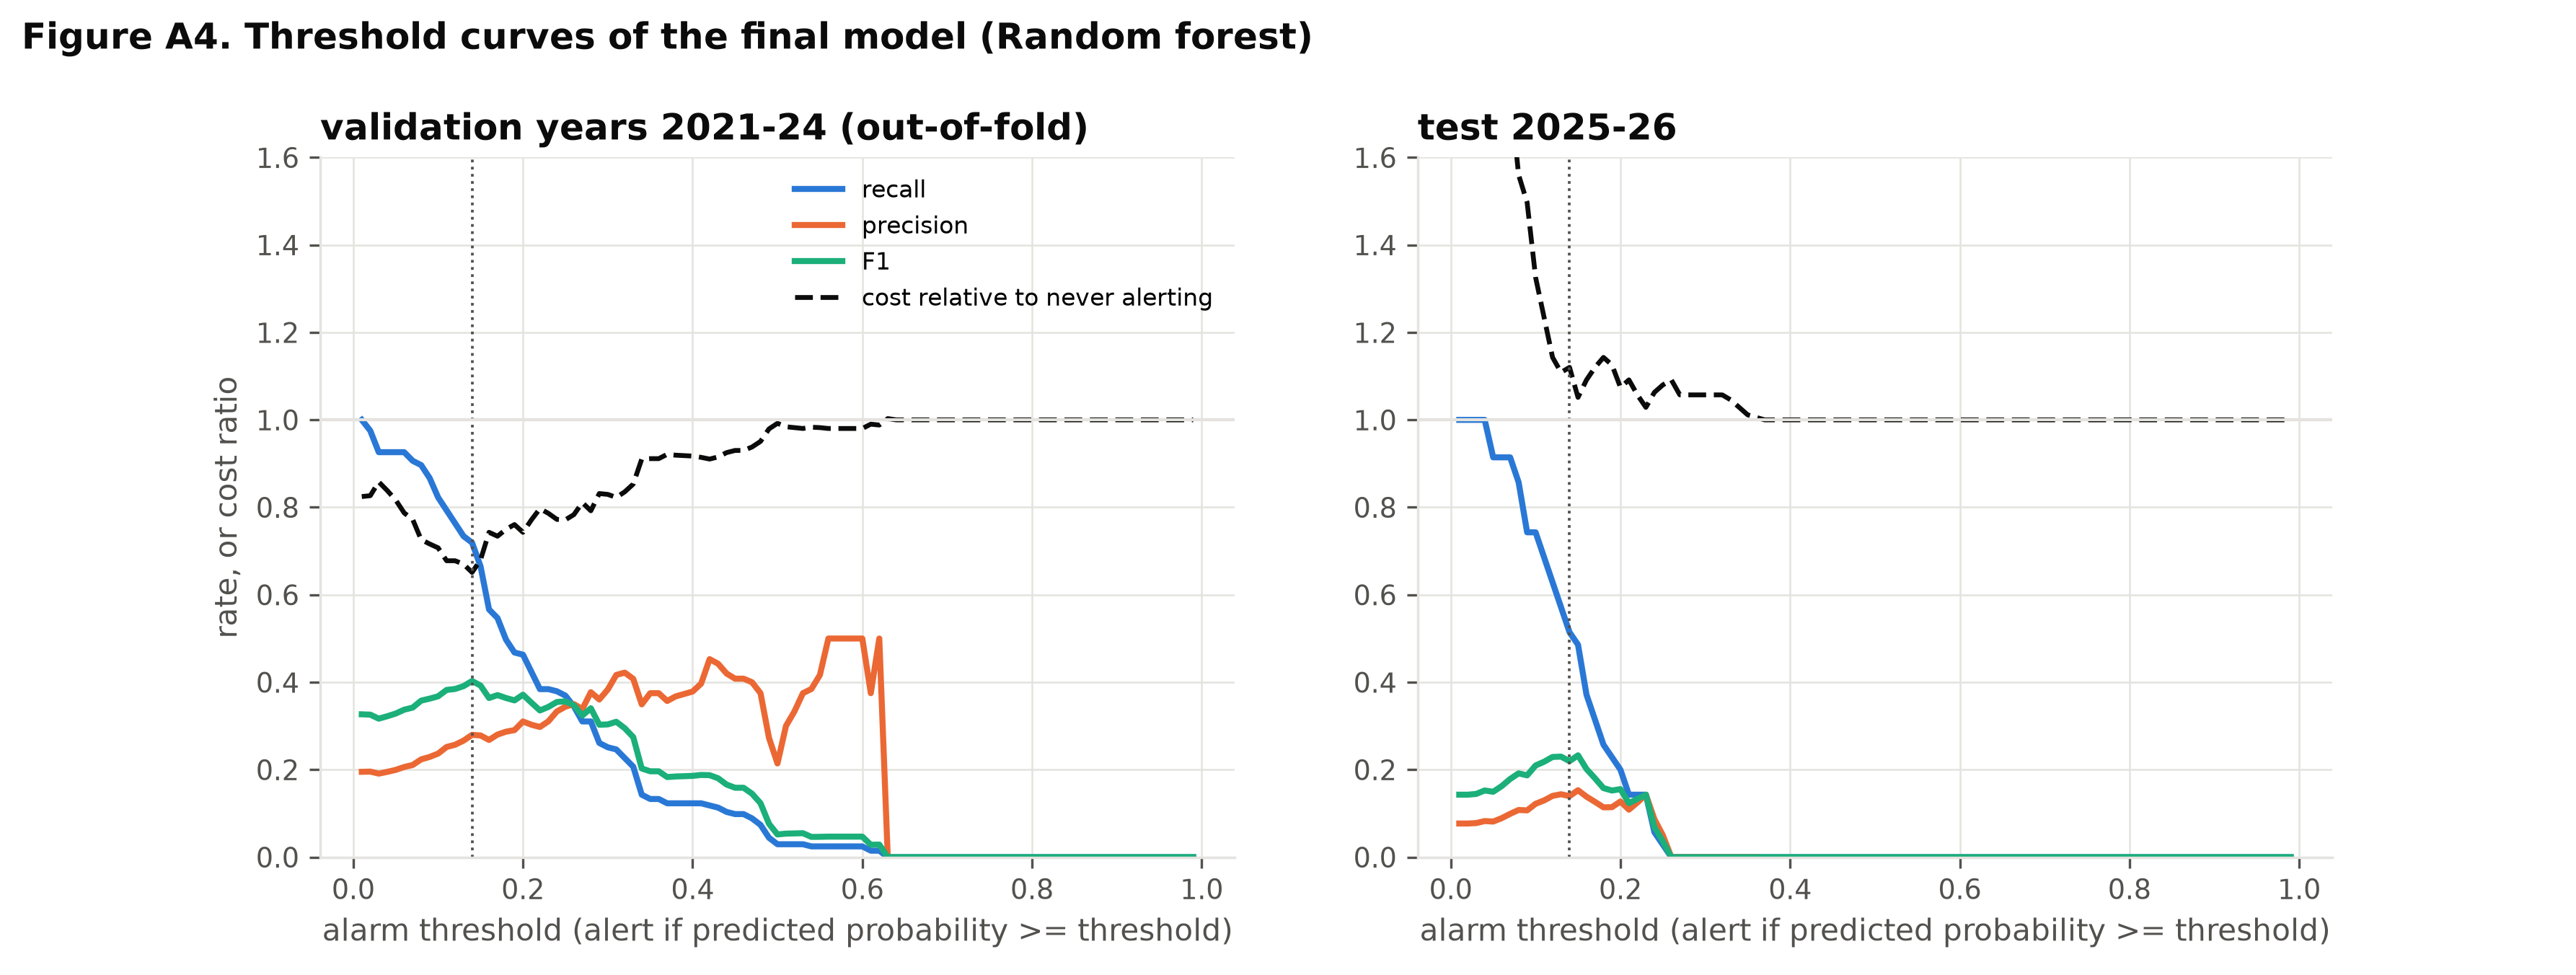 Figure A4. Threshold curves of the final model (Random forest)
validation years 2021-24 (out-of-fold)
1.6
1.4
1.2
1.0
0.8
0.6
0.4
0.2
0.0
rate, or cost ratio
recall
precision
F1
cost relative to never alerting
0.0 0.2 0.4 0.6 0.8 1.0
alarm threshold (alert if predicted probability >= threshold)
test 2025-26
1.6
1.4
1.2
1.0
0.8
0.6
0.4
0.2
0.0
0.0 0.2 0.4 0.6 0.8 1.0
alarm threshold (alert if predicted probability >= threshold)